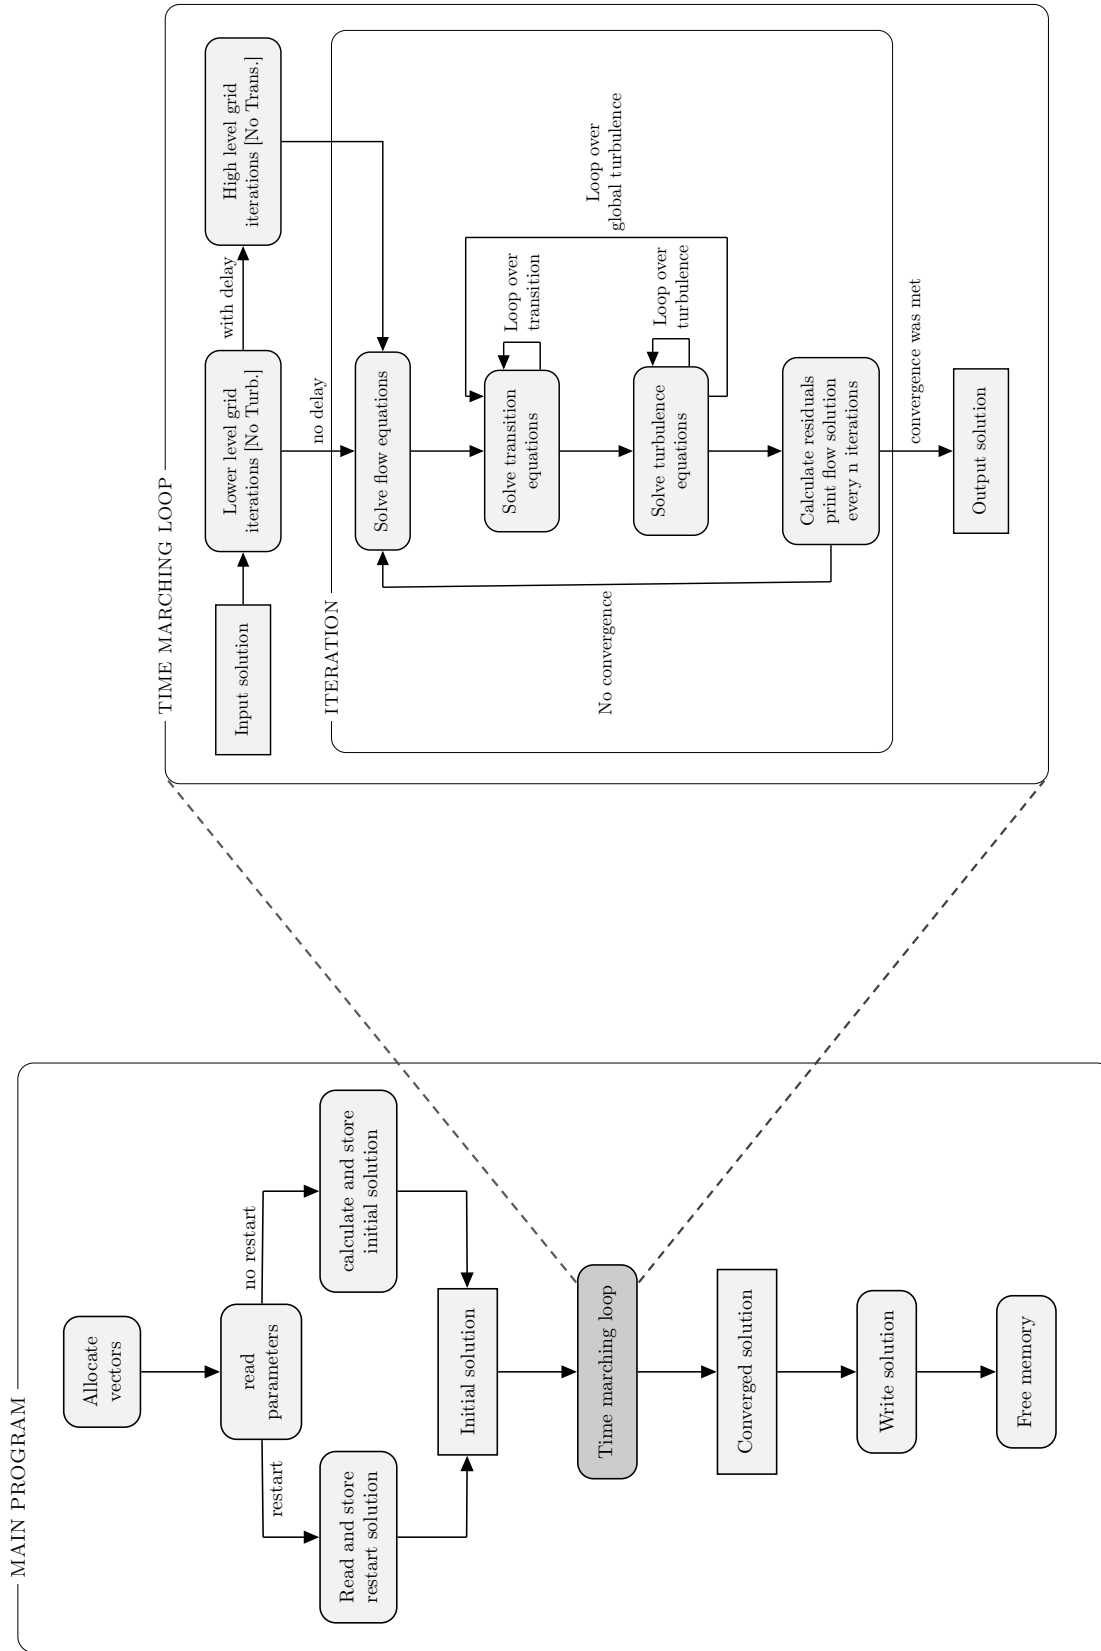 MAIN PROGRAM
Allocate
vectors
read
parameters
restart
no restart
Read and store
restart solution
calculate and store
initial solution
Initial solution
Time marching loop
Converged solution
Write solution
Free memory
TIME MARCHING LOOP
Input solution
Lower level grid
iterations [No Turb.]
with delay
High level grid
iterations [No Trans.]
no delay
ITERATION
Solve flow equations
Solve transition
equations
Loop over
transition
Loop over
global turbulence
Solve turbulence
equations
Loop over
turbulence
No convergence
Calculate residuals
print flow solution
every n iterations
convergence was met
Output solution